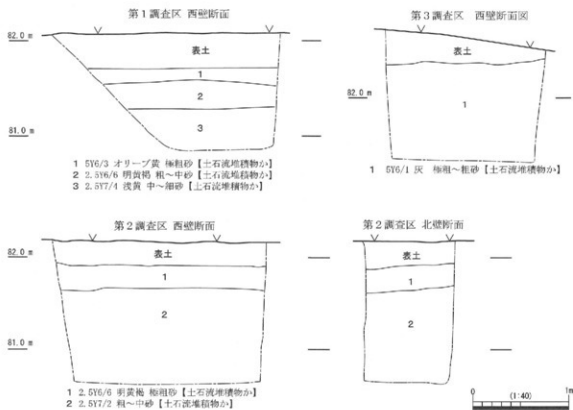 第1調査区 西壁断面
82.0 m
表土
1
2
3
81.0 m
1 5Y6/3 オリーブ黄 極粗砂【土石流堆積物か】
2 2.5Y6/6 明黄褐 粗~中砂【土石流堆積物か】
3 2.5Y7/4 浅黄 中~細砂【土石流堆積物か】
第3調査区 西壁断面図
表土
82.0 m
1
1 5Y6/1 灰 極粗~粗砂【土石流堆積物か】
第2調査区 西壁断面
82.0 m
表土
1
2
81.0 m
1 2.5Y6/6 明黄褐 極粗砂【土石流堆積物か】
2 2.5Y7/2 粗~中砂【土石流堆積物か】
第2調査区 北壁断面
表土
1
2
0 (1:40) 1m